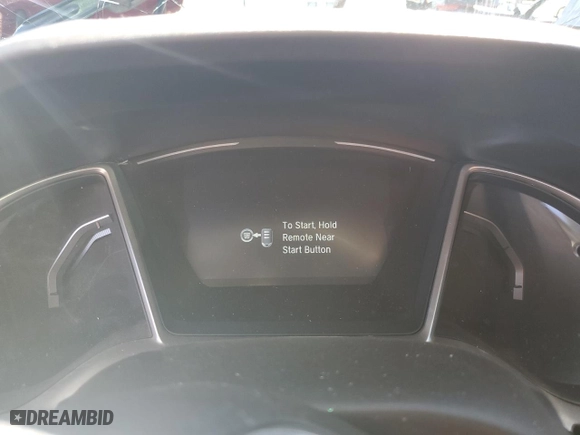 To Start, Hold
Remote Near
Start Button
DREAMBID